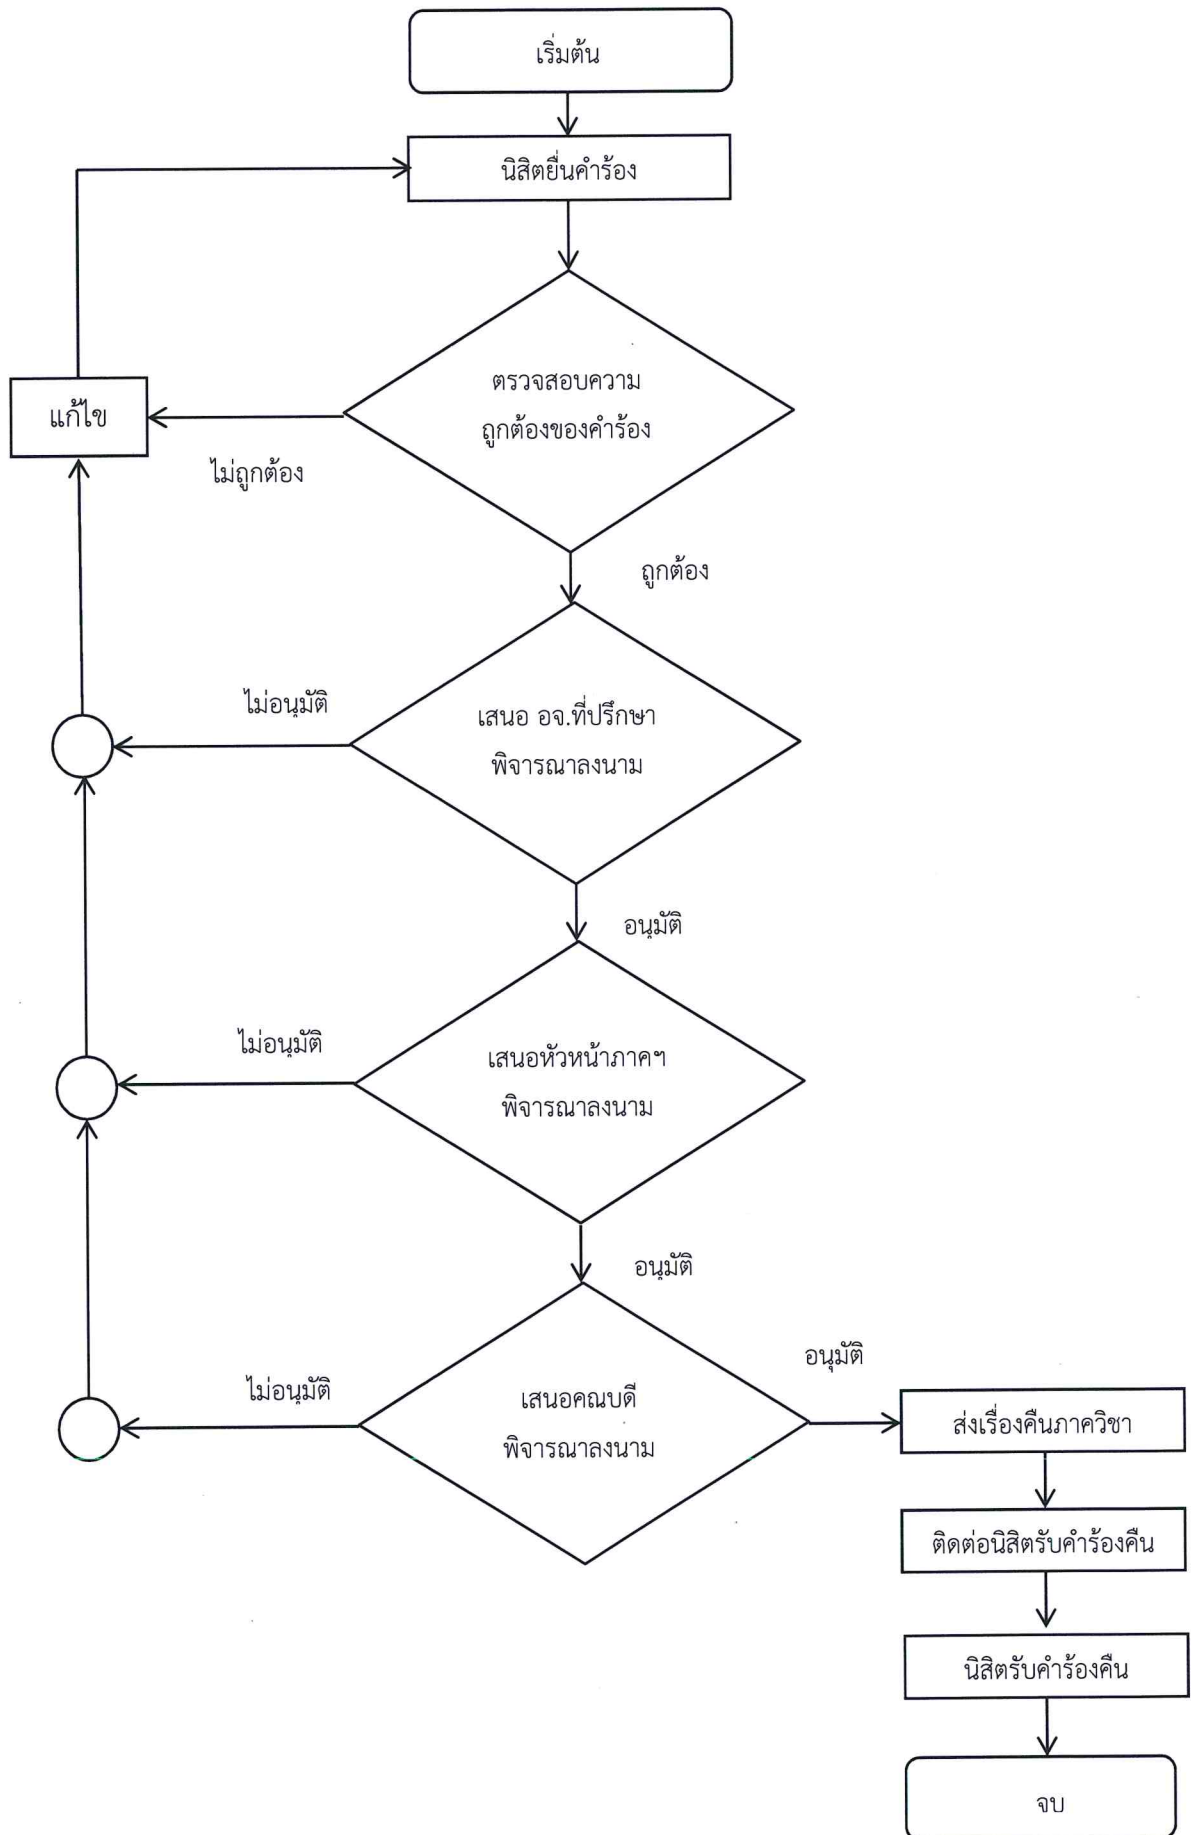 เริ่มต้น
นิสิตยื่นคำร้อง
ตรวจสอบความ
ถูกต้องของคำร้อง
แก้ไข
ไม่ถูกต้อง
ถูกต้อง
ไม่อนุมัติ
เสนอ อจ.ที่ปรึกษา
พิจารณาลงนาม
อนุมัติ
ไม่อนุมัติ
เสนอหัวหน้าภาคฯ
พิจารณาลงนาม
อนุมัติ
อนุมัติ
ไม่อนุมัติ
เสนอคณบดี
พิจารณาลงนาม
ส่งเรื่องคืนภาควิชา
ติดต่อนิสิตรับคำร้องคืน
นิสิตรับคำร้องคืน
จบ